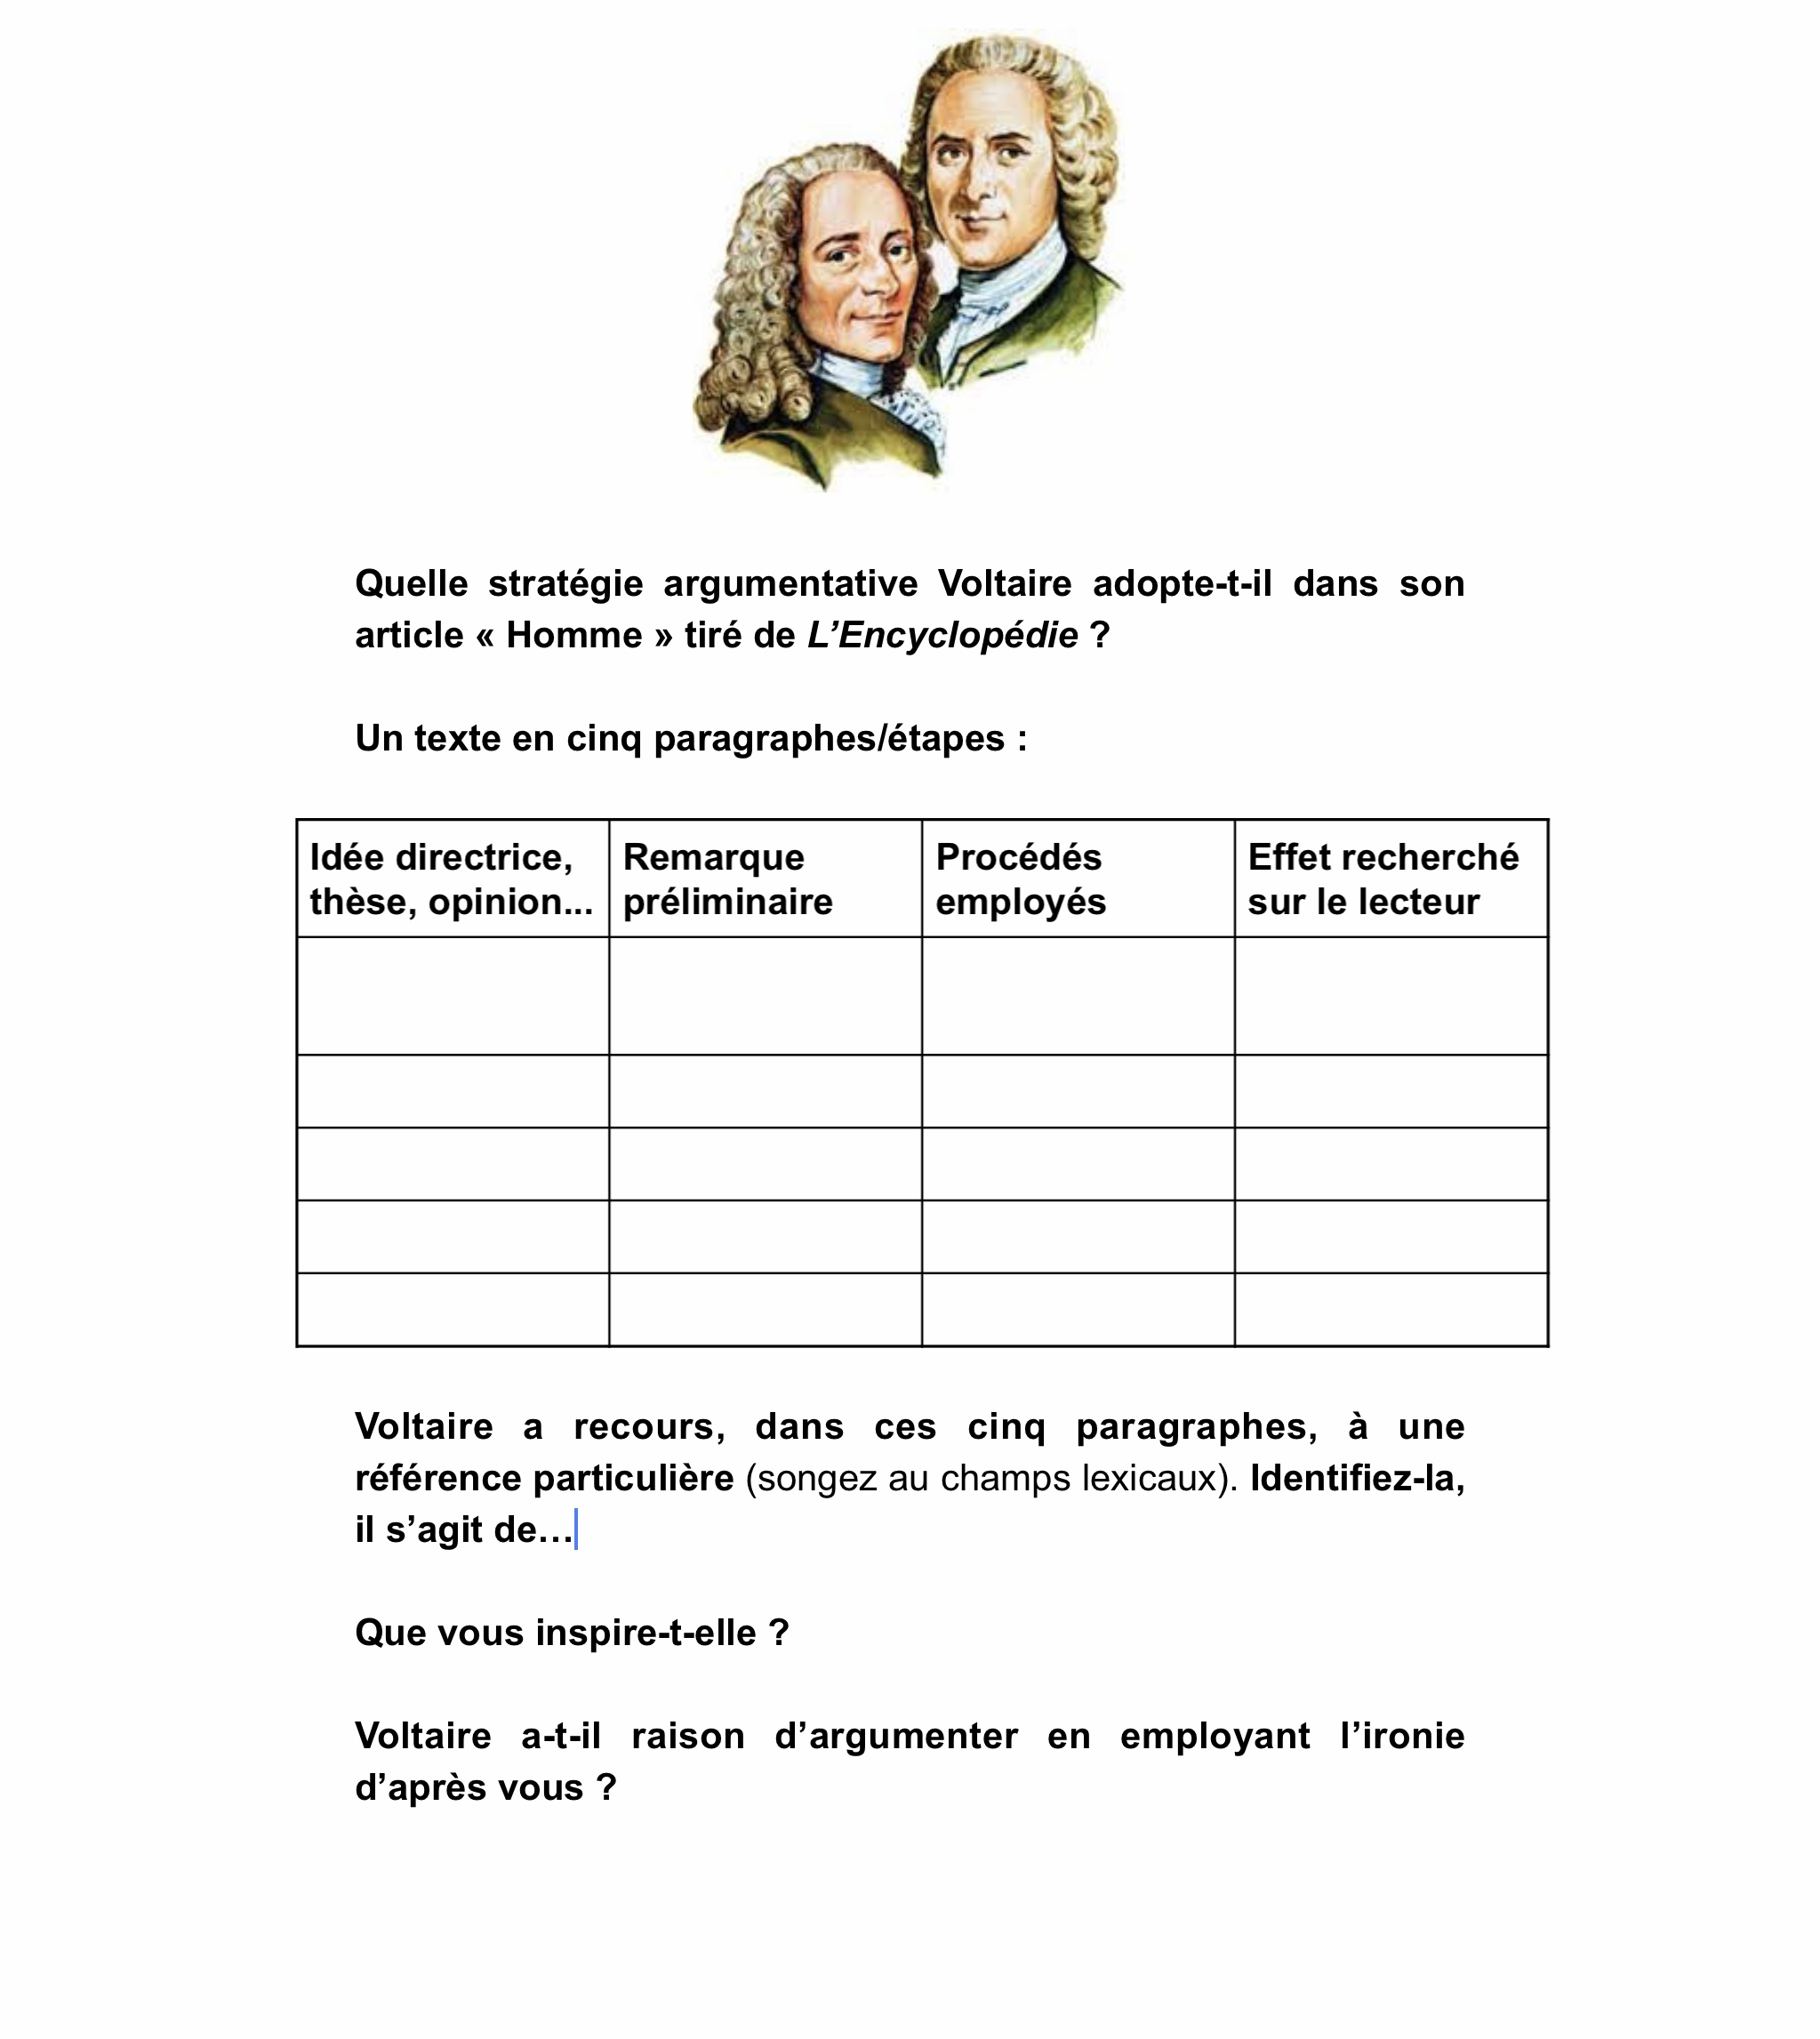 Quelle stratégie argumentative Voltaire adopte-t-il dans son
article « Homme » tiré de L’Encyclopédie ?
Un texte en cinq paragraphes/étapes :
Idée directrice,
thèse, opinion...
Remarque
préliminaire
Procédés
employés
Effet recherché
sur le lecteur
Voltaire a recours, dans ces cinq paragraphes, à une
référence particulière (songez au champs lexicaux). Identifiez-la,
il s’agit de…
Que vous inspire-t-elle ?
Voltaire a-t-il raison d’argumenter en employant l’ironie
d’après vous ?